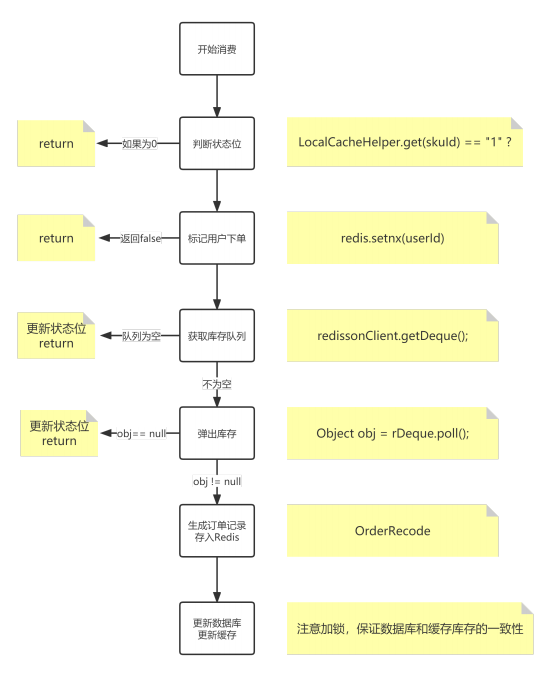 开始消费
return
如果为0
判断状态位
LocalCacheHelper.get(skuId) == "1" ?
return
返回false
标记用户下单
redis.setnx(userId)
更新状态位
return
队列为空
获取库存队列
redissonClient.getDeque();
不为空
更新状态位
return
obj== null
弹出库存
Object obj = rDeque.poll();
obj != null
生成订单记录
存入Redis
OrderRecode
更新数据库
更新缓存
注意加锁，保证数据库和缓存库存的一致性